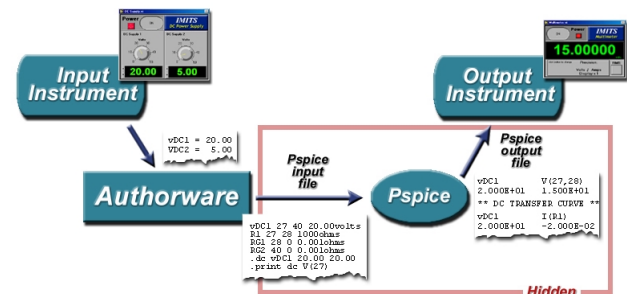 Power
IMITS
DC Power Supply
20.00
5.00
Input
Instrument
Power
IMITS
Multimeter
15.00000
Output
Instrument
vDC1 = 20.00
VDC2 = 5.00
Authorware
Pspice
input
file
Pspice
Pspice
output
file
vDC1 27 40 20.00volts
R1 27 28 1000ohms
RG1 28 0 0.001ohms
RG2 40 0 0.001ohms
.dc vDC1 20.00 20.00
.print dc V(27)
vDC1 V(27,28)
2.000E+01 1.500E+01
** DC TRANSFER CURVE **
vDC1 I(R1)
2.000E+01 -2.000E-02
Hidden